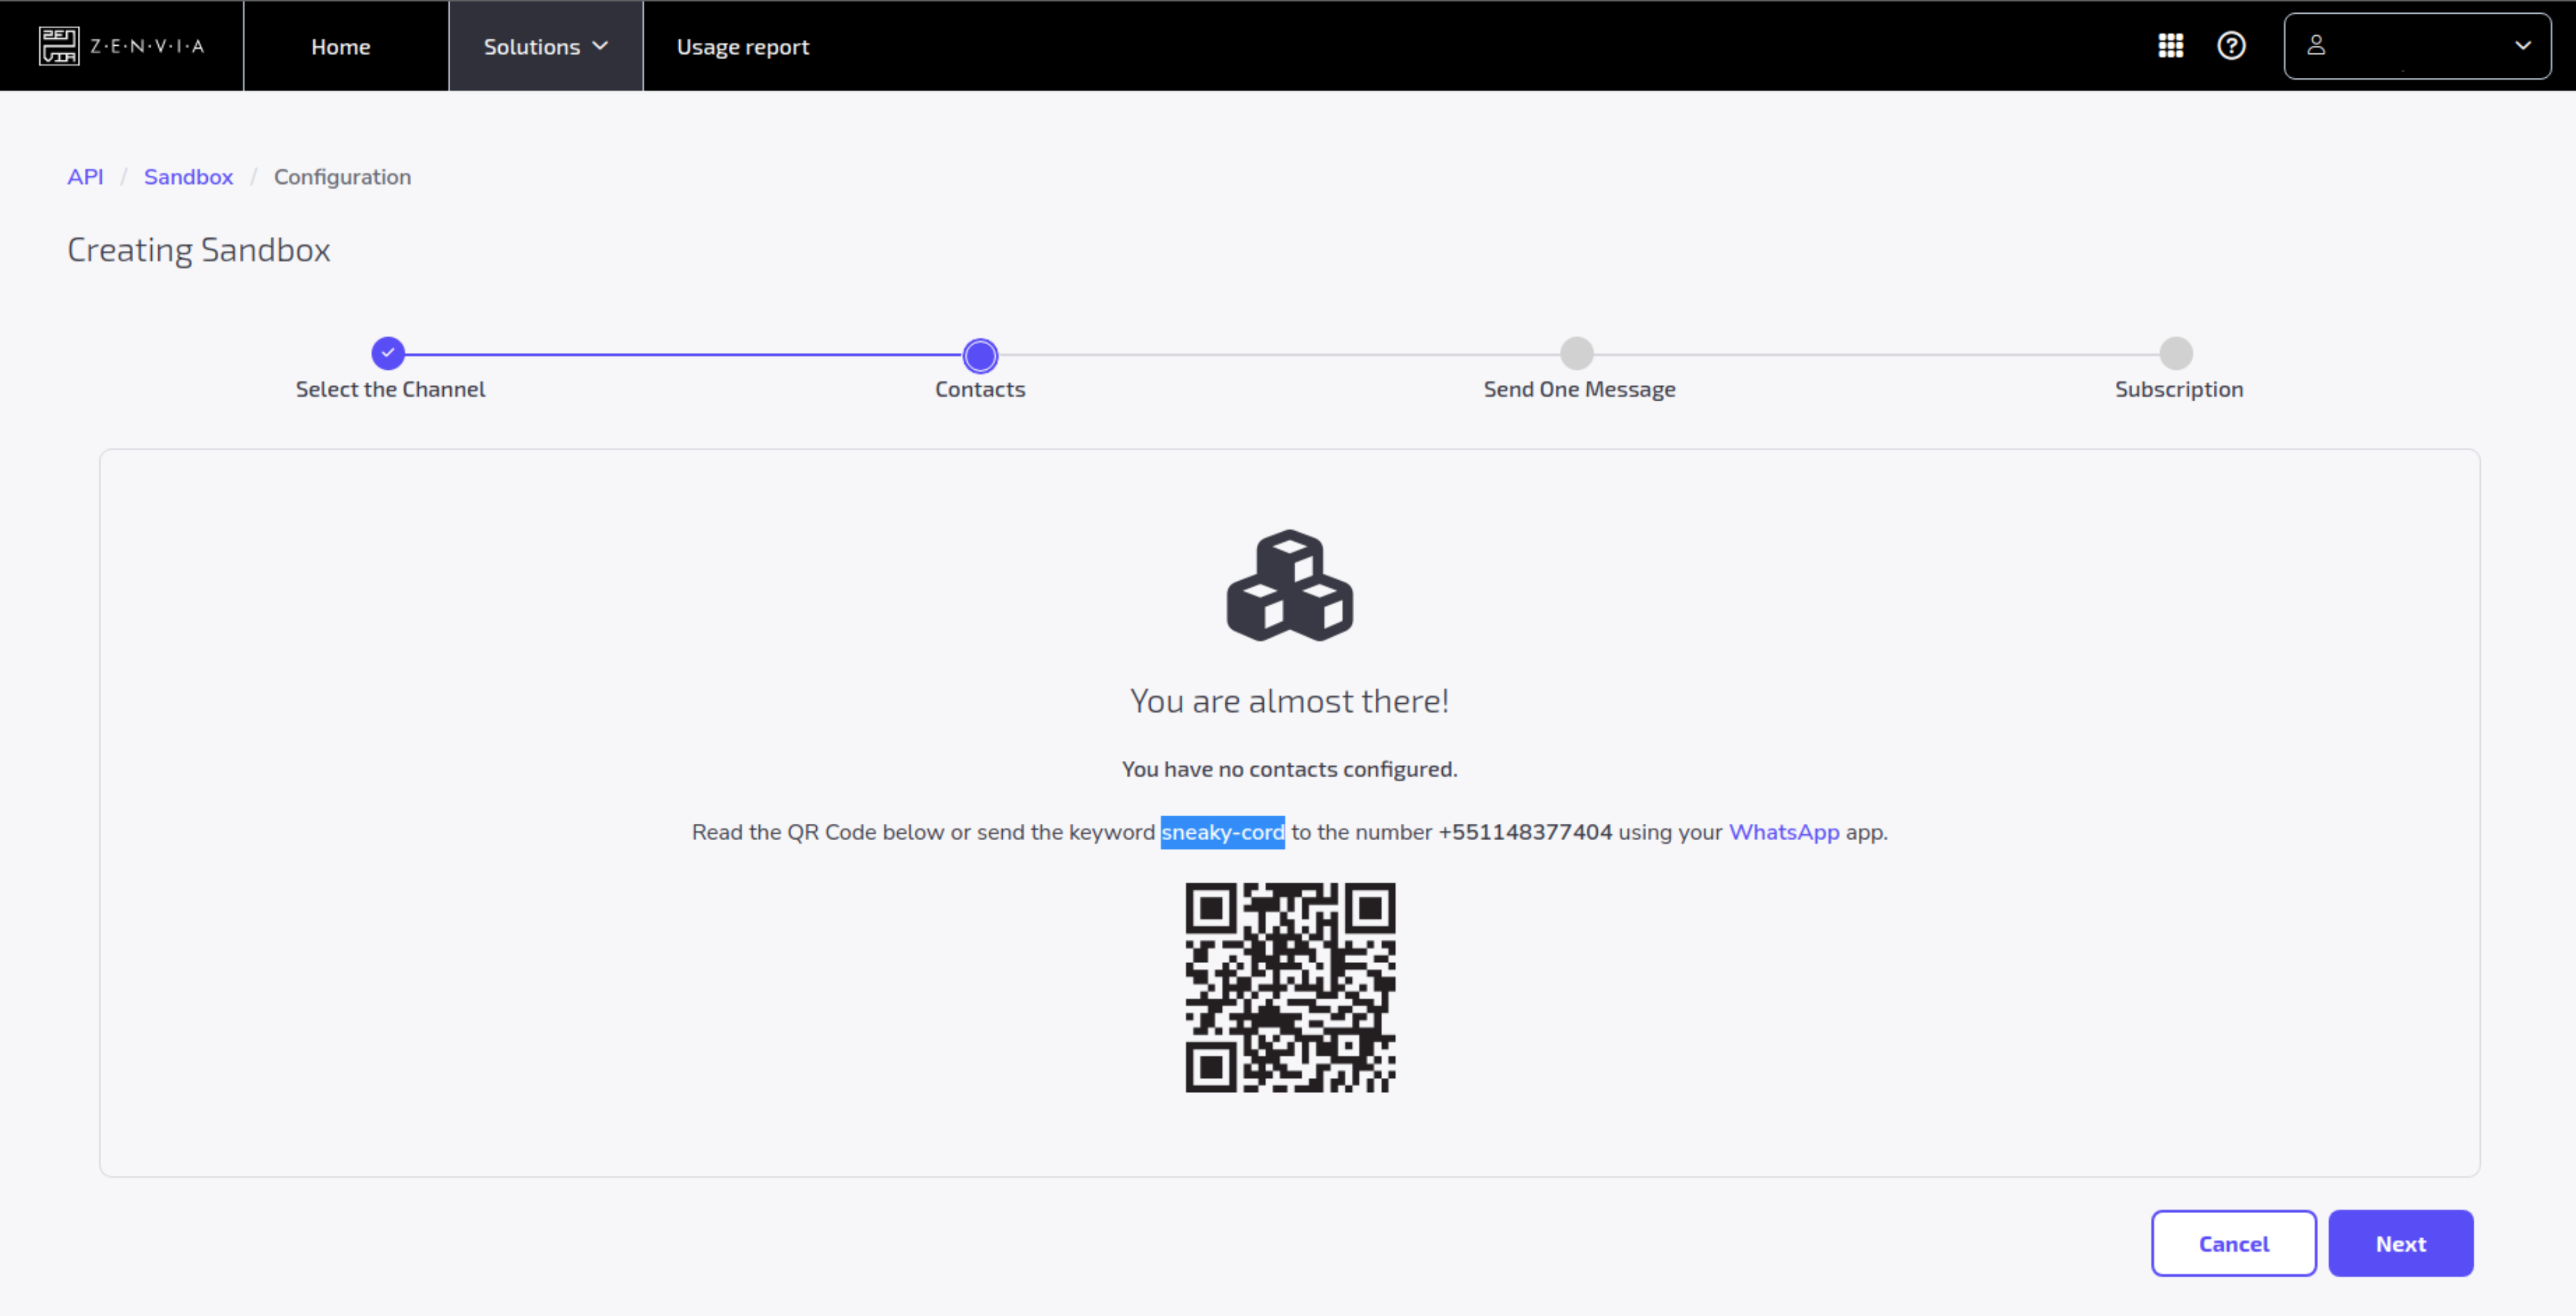 ZENVIA Z·E·N·V·I·A Home Solutions Usage report
API / Sandbox / Configuration
Creating Sandbox
Select the Channel Contacts Send One Message Subscription
You are almost there!
You have no contacts configured.
Read the QR Code below or send the keyword sneaky-cord to the number +551148377404 using your WhatsApp app.
Cancel Next